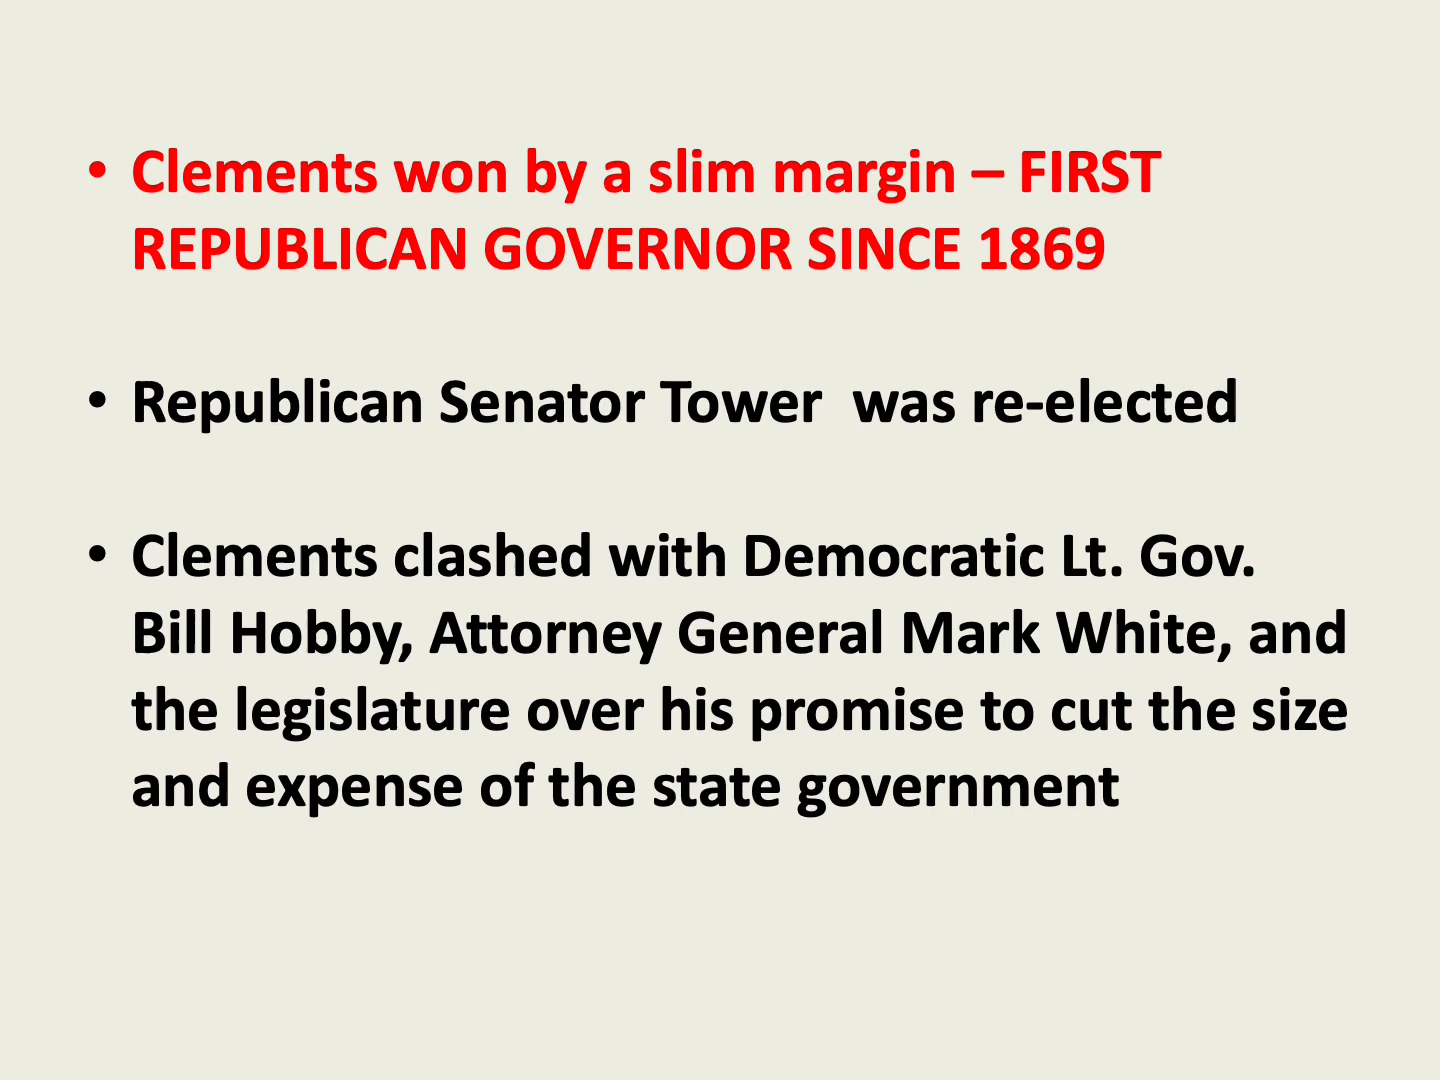 • Clements won by a slim margin – FIRST
REPUBLICAN GOVERNOR SINCE 1869
• Republican Senator Tower  was re-elected
• Clements clashed with Democratic Lt. Gov.
Bill Hobby, Attorney General Mark White, and
the legislature over his promise to cut the size
and expense of the state government